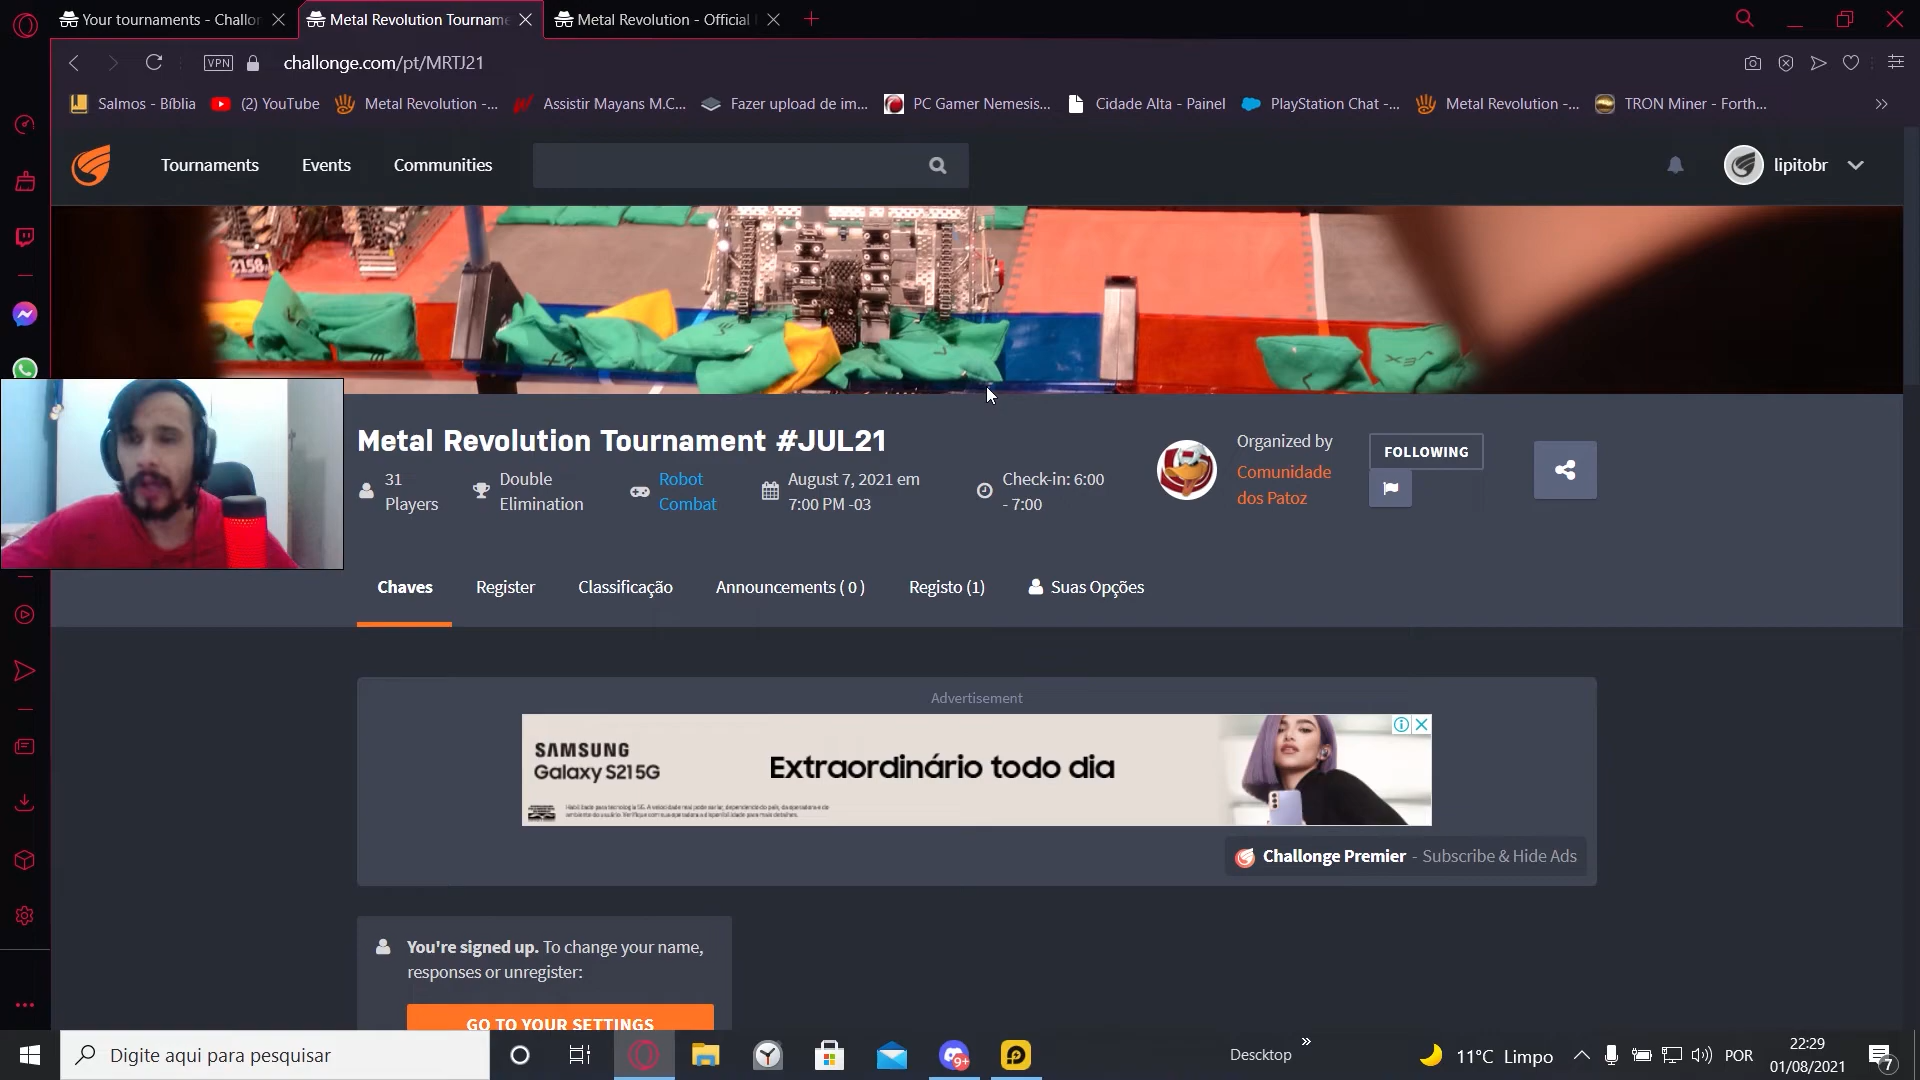 Your tournaments - Challon
Metal Revolution Tourname
Metal Revolution - Official
VPN
challonge.com/pt/MRTJ21
Salmos - Bíblia
(2) YouTube
Metal Revolution -...
Assistir Mayans M.C...
Fazer upload de im...
PC Gamer Nemesis...
Cidade Alta - Painel
PlayStation Chat -...
Metal Revolution -...
TRON Miner - Forth...
Tournaments
Events
Communities
lipitobr
2158
Metal Revolution Tournament #JUL21
31
Players
Double
Elimination
Robot
Combat
August 7, 2021 em
7:00 PM -03
Check-in: 6:00
- 7:00
Organized by
Comunidade
dos Patoz
FOLLOWING
Chaves
Register
Classificação
Announcements ( 0 )
Registo (1)
Suas Opções
Advertisement
SAMSUNG
Galaxy S21 5G
Extraordinário todo dia
Challonge Premier - Subscribe & Hide Ads
You're signed up. To change your name,
responses or unregister:
GO TO YOUR SETTINGS
Digite aqui para pesquisar
9+
Descktop
11°C Limpo
POR
22:29
01/08/2021
7